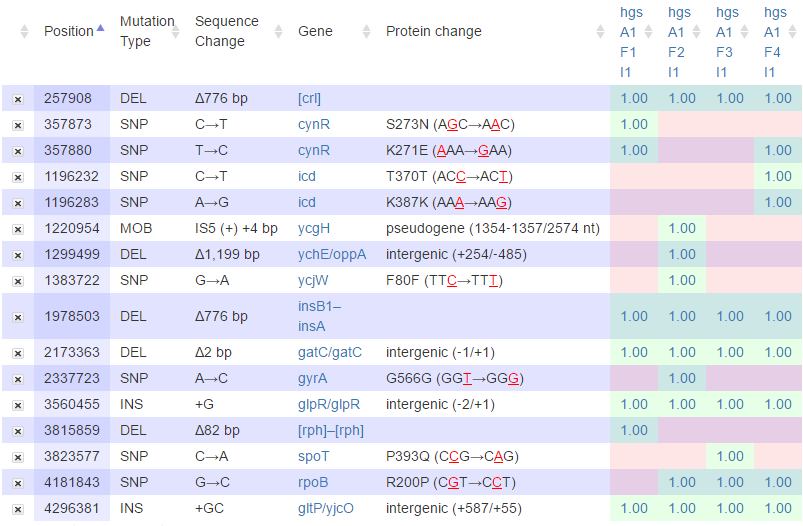 Position Mutation Type Sequence Change Gene Protein change hgs A1 F1 I1 hgs A1 F2 I1 hgs A1 F3 I1 hgs A1 F4 I1
257908 DEL Δ776 bp [crl] 1.00 1.00 1.00 1.00
357873 SNP C→T cynR S273N (AGC→AAC) 1.00
357880 SNP T→C cynR K271E (AAA→GAA) 1.00 1.00
1196232 SNP C→T icd T370T (ACC→ACT) 1.00
1196283 SNP A→G icd K387K (AAA→AAG) 1.00
1220954 MOB IS5 (+) +4 bp ycgH pseudogene (1354-1357/2574 nt) 1.00
1299499 DEL Δ1,199 bp ychE/oppA intergenic (+254/-485) 1.00
1383722 SNP G→A ycjW F80F (TTC→TTT) 1.00
1978503 DEL Δ776 bp insB1–insA 1.00 1.00 1.00 1.00
2173363 DEL Δ2 bp gatC/gatC intergenic (-1/+1) 1.00 1.00 1.00 1.00
2337723 SNP A→C gyrA G566G (GGT→GGG) 1.00
3560455 INS +G glpR/glpR intergenic (-2/+1) 1.00 1.00 1.00 1.00
3815859 DEL Δ82 bp [rph]–[rph] 1.00
3823577 SNP C→A spoT P393Q (CCG→CAG) 1.00
4181843 SNP G→C rpoB R200P (CGT→CCT) 1.00 1.00 1.00
4296381 INS +GC gltP/yjcO intergenic (+587/+55) 1.00 1.00 1.00 1.00